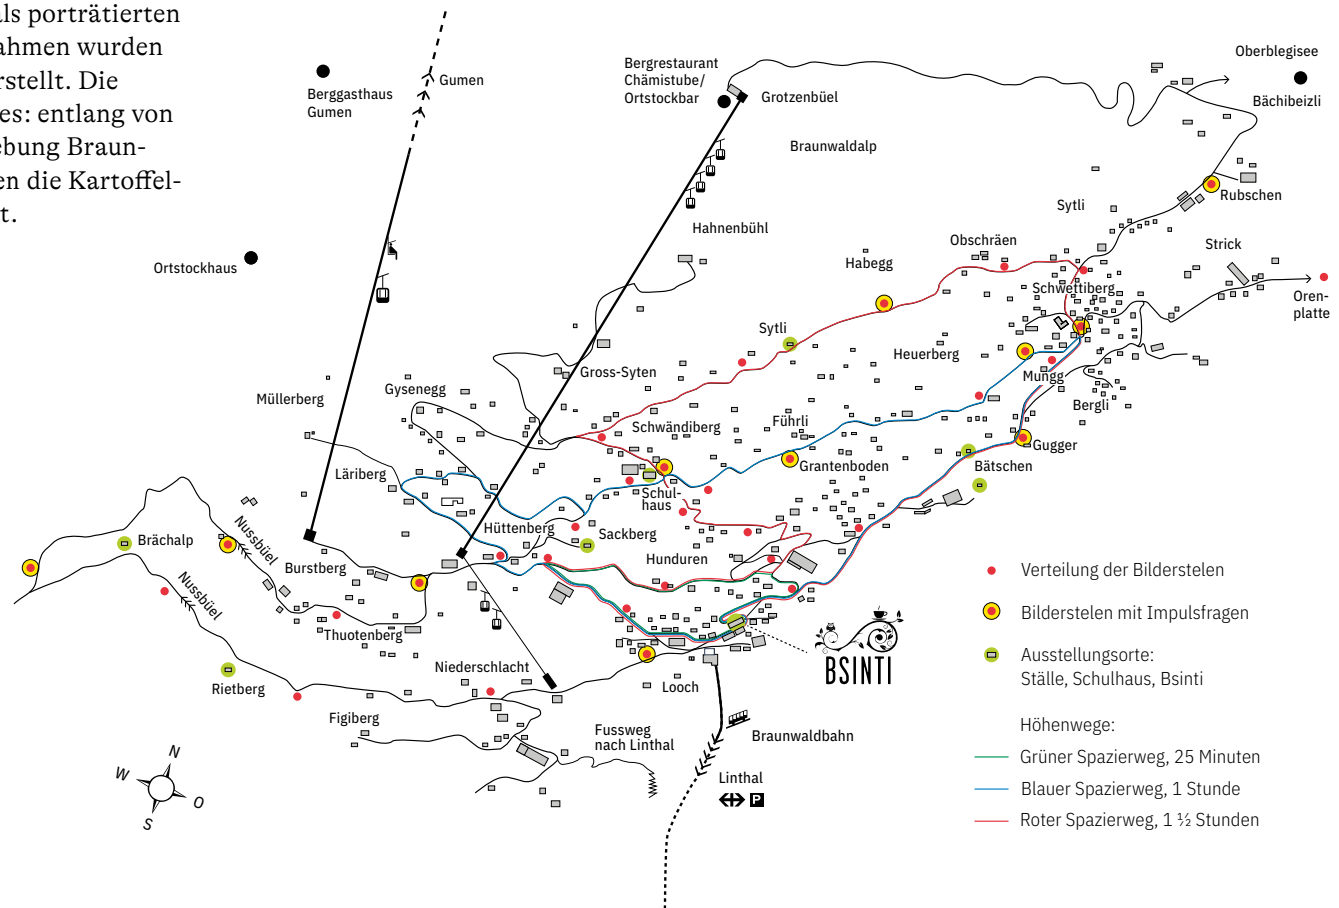 als porträtierten
ahmen wurden
rstellt. Die
es: entlang von
ebung Braun-
en die Kartoffel-
t.
Gumen
Berggasthaus
Gumen
Bergrestaurant
Chämistube/
Ortstockbar
Grotzenbüel
Oberblegisee
Bächibeizli
Braunwaldalp
Rubschen
Sytli
Hahnenbühl
Strick
Obschräen
Ortstockhaus
Habegg
Schwettiberg
Oren-
platte
Sytli
Heuerberg
Gross-Syten
Mungg
Gysenegg
Müllerberg
Bergli
Führli
Schwändiberg
Gugger
Grantenboden
Bätschen
Läriberg
Schul-
haus
Nussbüel
Hüttenberg
Sackberg
Brächalp
Hunduren
Burstberg
Nussbüel
Thuotenberg
BSINTI
Niederschlacht
Rietberg
Looch
Figiberg
Fussweg
nach Linthal
Braunwaldbahn
Linthal
P
N
W
O
S
Verteilung der Bilderstelen
Bilderstelen mit Impulsfragen
Ausstellungsorte:
Ställe, Schulhaus, Bsinti
Höhenwege:
Grüner Spazierweg, 25 Minuten
Blauer Spazierweg, 1 Stunde
Roter Spazierweg, 1 ½ Stunden